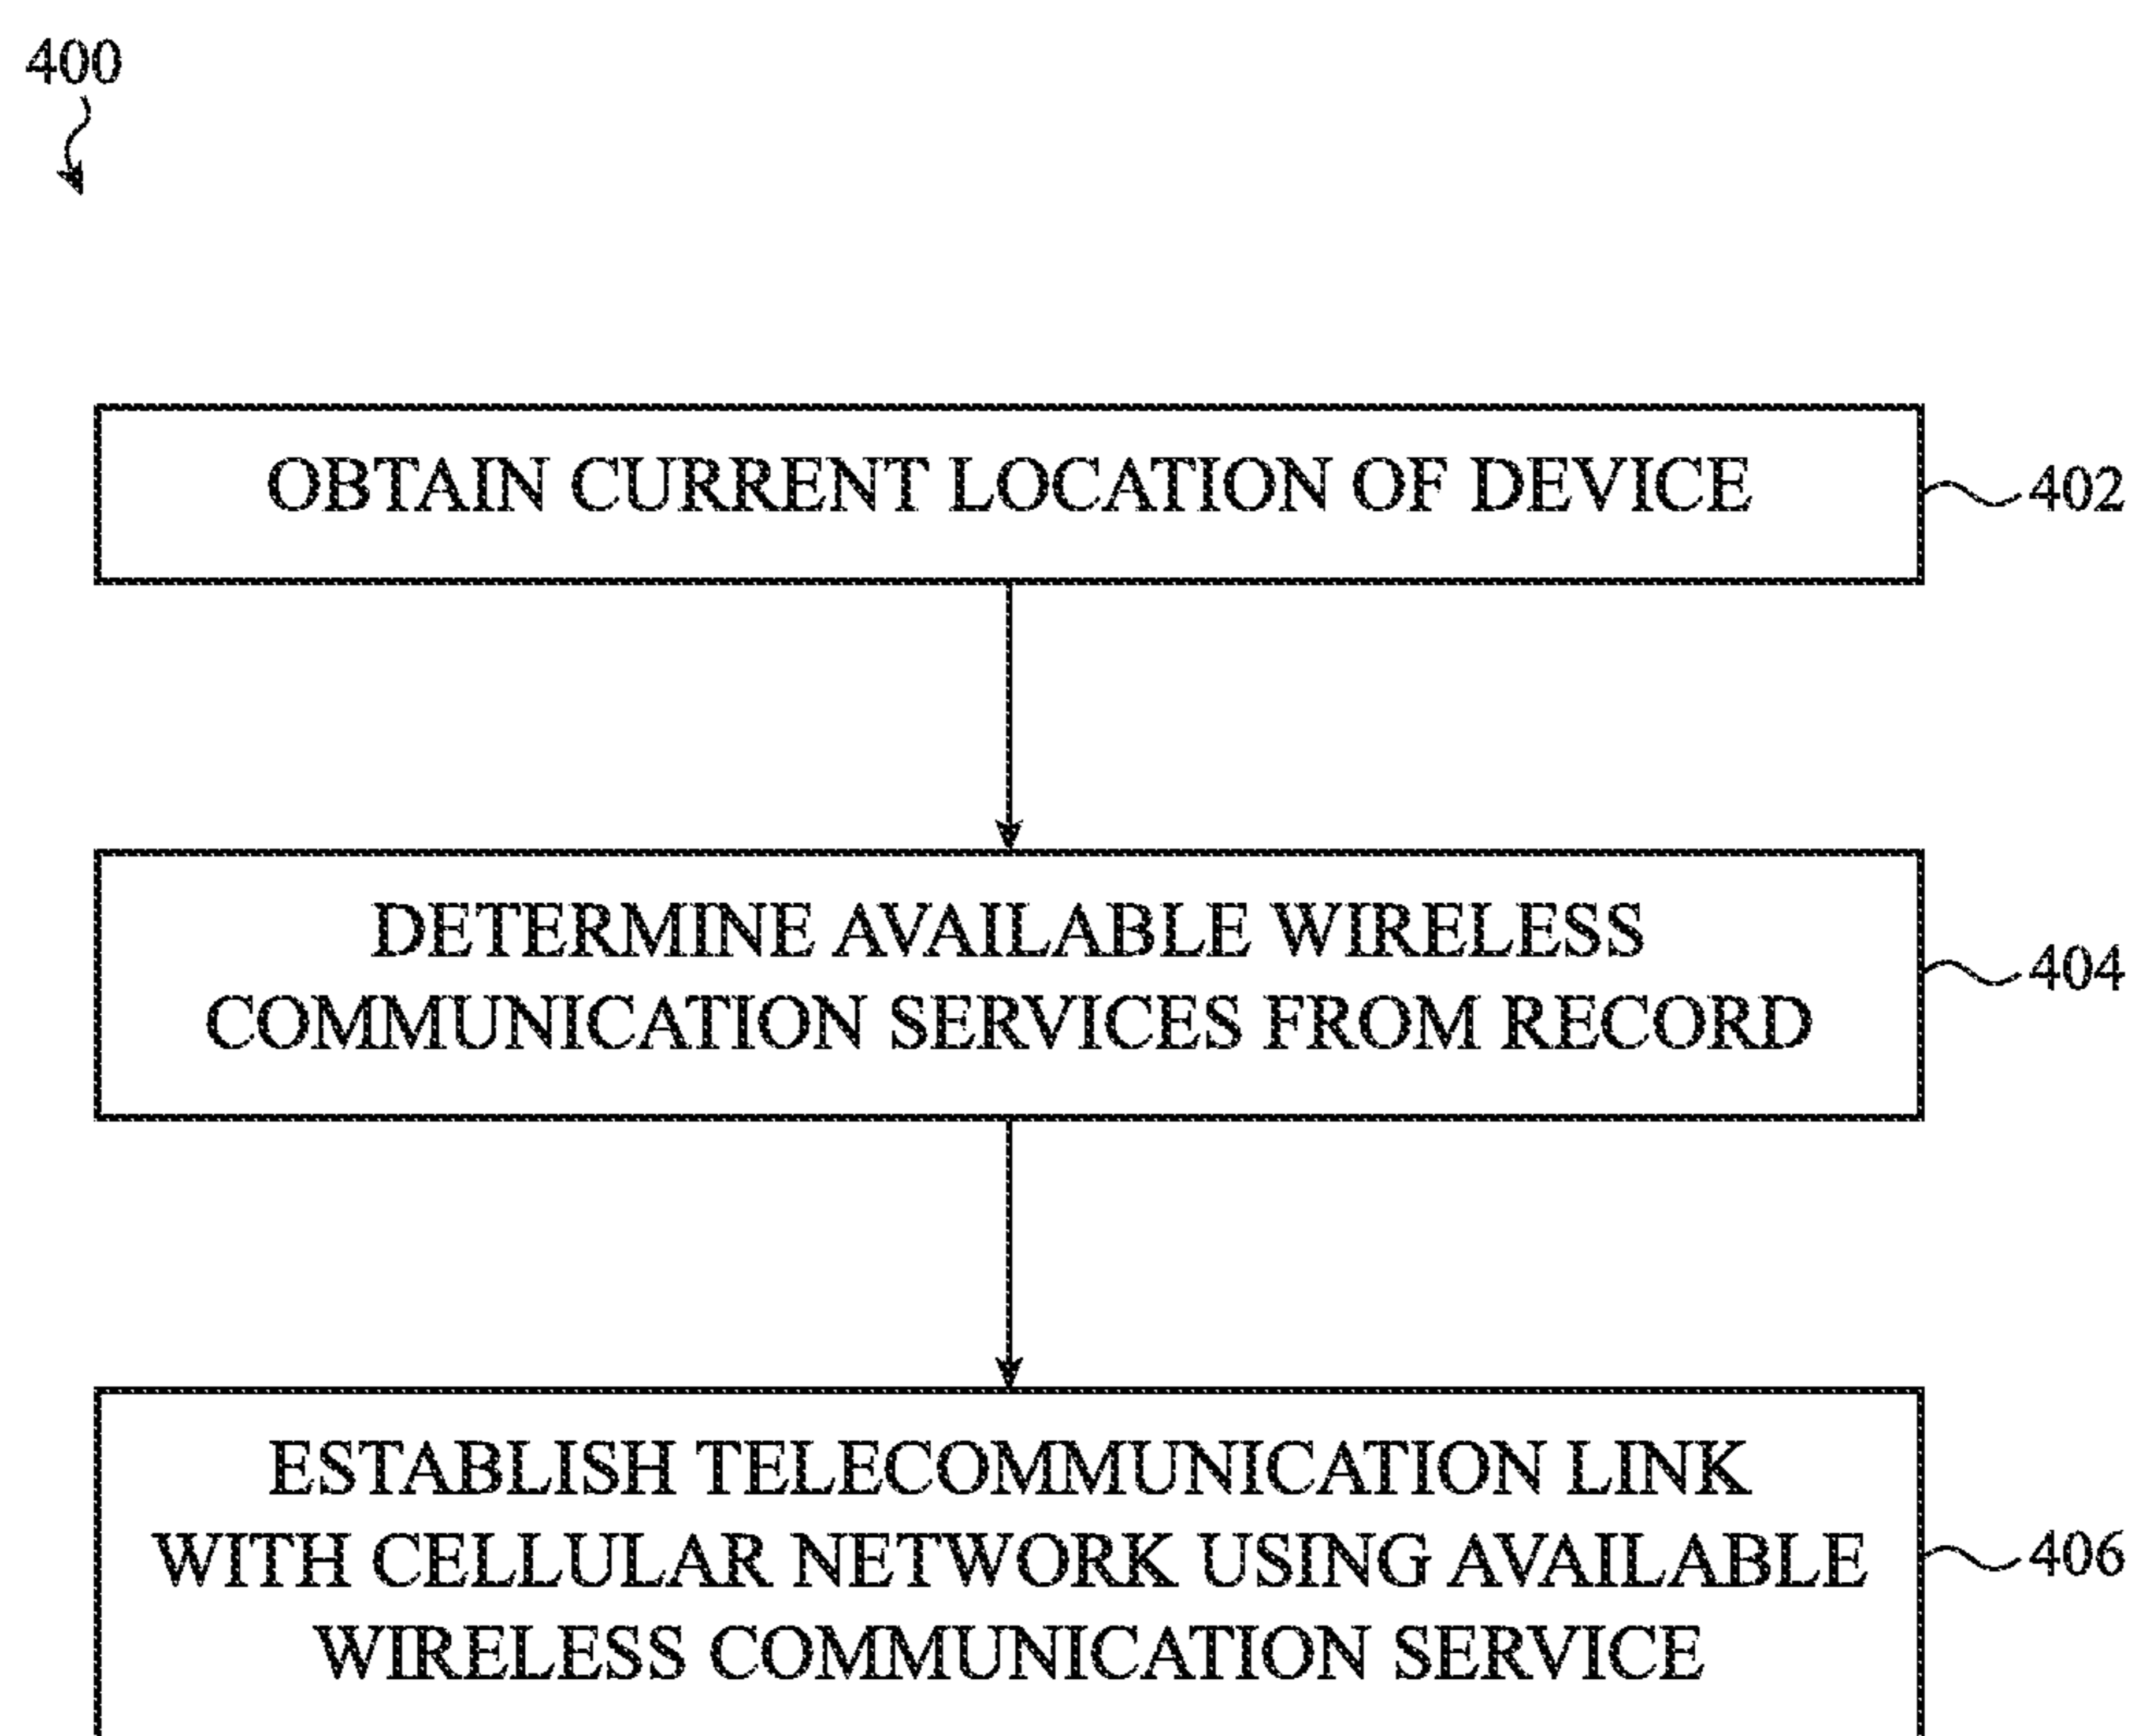 400
OBTAIN CURRENT LOCATION OF DEVICE
402
DETERMINE AVAILABLE WIRELESS
COMMUNICATION SERVICES FROM RECORD
404
ESTABLISH TELECOMMUNICATION LINK
WITH CELLULAR NETWORK USING AVAILABLE
WIRELESS COMMUNICATION SERVICE
406